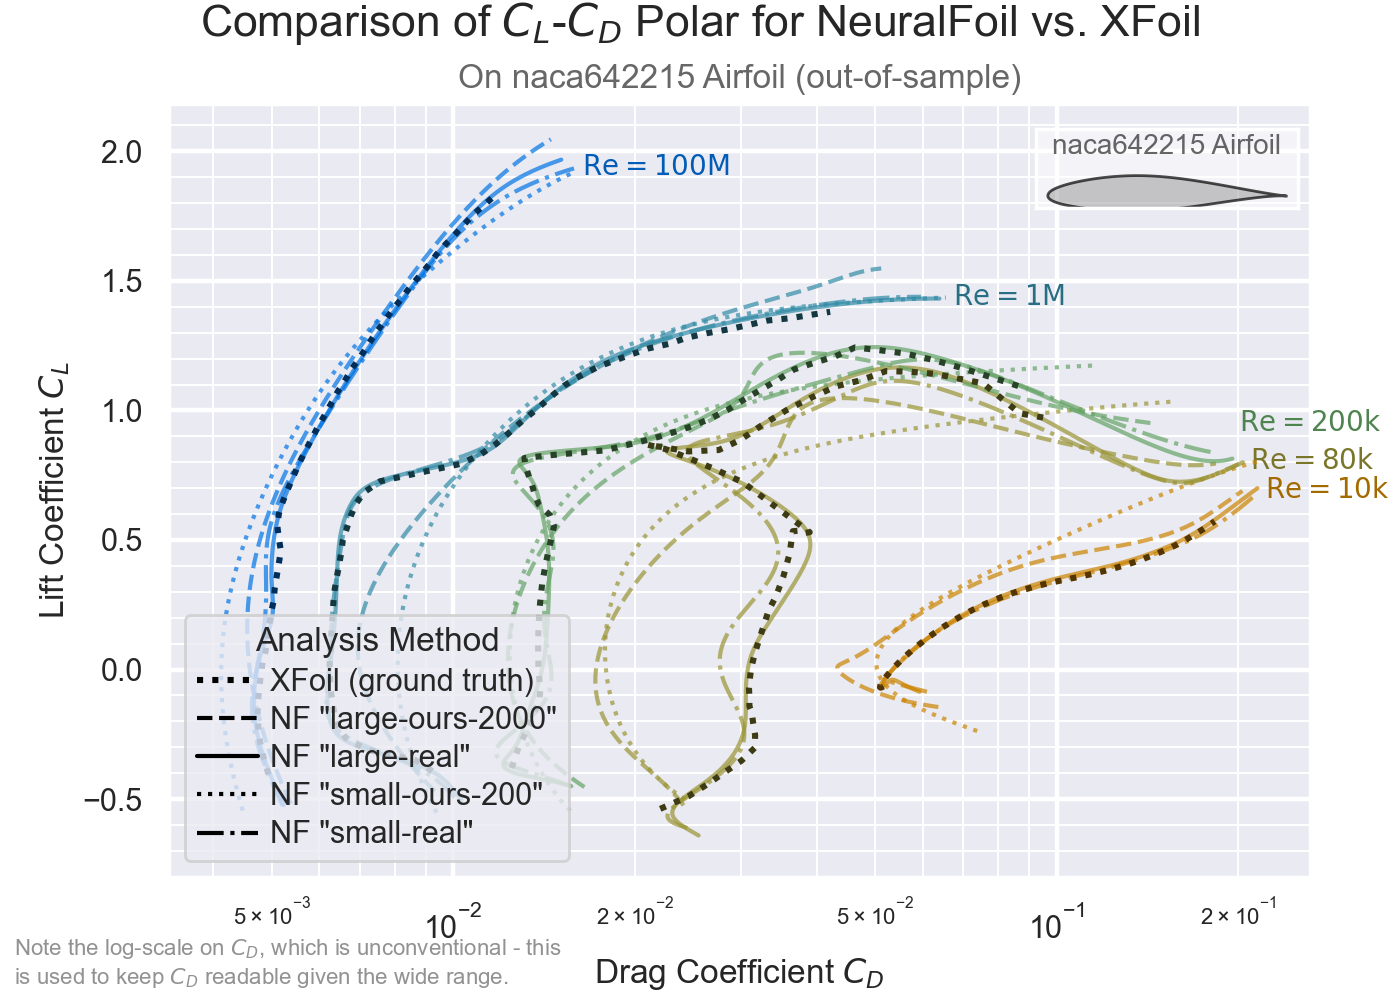 Comparison of C_L-C_D Polar for NeuralFoil vs. XFoil
On naca642215 Airfoil (out-of-sample)
naca642215 Airfoil
Re = 100M
Re = 1M
Re = 200k
Re = 80k
Re = 10k
Lift Coefficient C_L
2.0
1.5
1.0
0.5
0.0
−0.5
Analysis Method
XFoil (ground truth)
NF "large-ours-2000"
NF "large-real"
NF "small-ours-200"
NF "small-real"
5 × 10⁻³
10⁻²
2 × 10⁻²
5 × 10⁻²
10⁻¹
2 × 10⁻¹
Drag Coefficient C_D
Note the log-scale on C_D, which is unconventional - this
is used to keep C_D readable given the wide range.